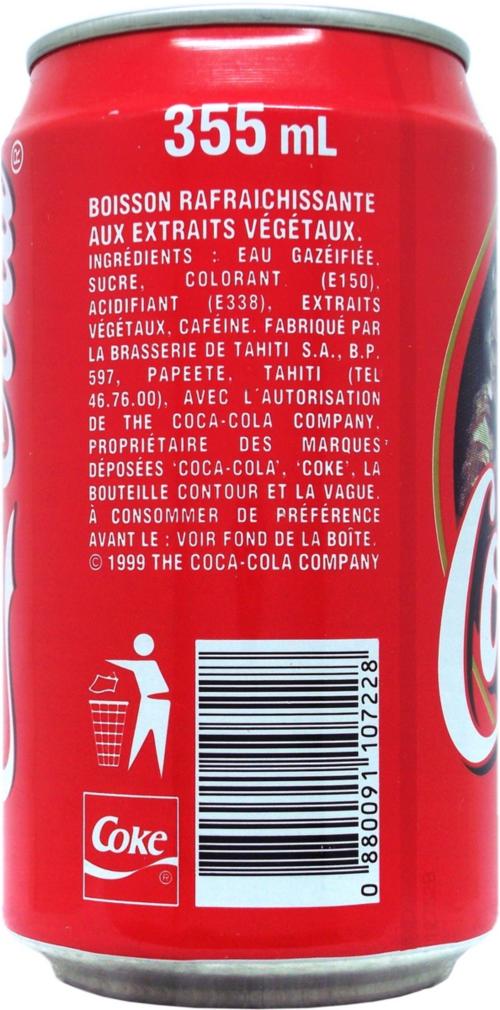 355 mL
BOISSON RAFRAICHISSANTE
AUX EXTRAITS VÉGÉTAUX.
INGRÉDIENTS : EAU GAZÉIFIÉE,
SUCRE, COLORANT (E150),
ACIDIFIANT (E338), EXTRAITS
VÉGÉTAUX, CAFÉINE. FABRIQUÉ PAR
LA BRASSERIE DE TAHITI S.A., B.P.
597, PAPEETE, TAHITI (TEL
46.76.00), AVEC L'AUTORISATION
DE THE COCA-COLA COMPANY,
PROPRIÉTAIRE DES MARQUES
DÉPOSÉES 'COCA-COLA', 'COKE', LA
BOUTEILLE CONTOUR ET LA VAGUE.
À CONSOMMER DE PRÉFÉRENCE
AVANT LE : VOIR FOND DE LA BOÎTE.
© 1999 THE COCA-COLA COMPANY
Coke
®
0 880091 107228
®